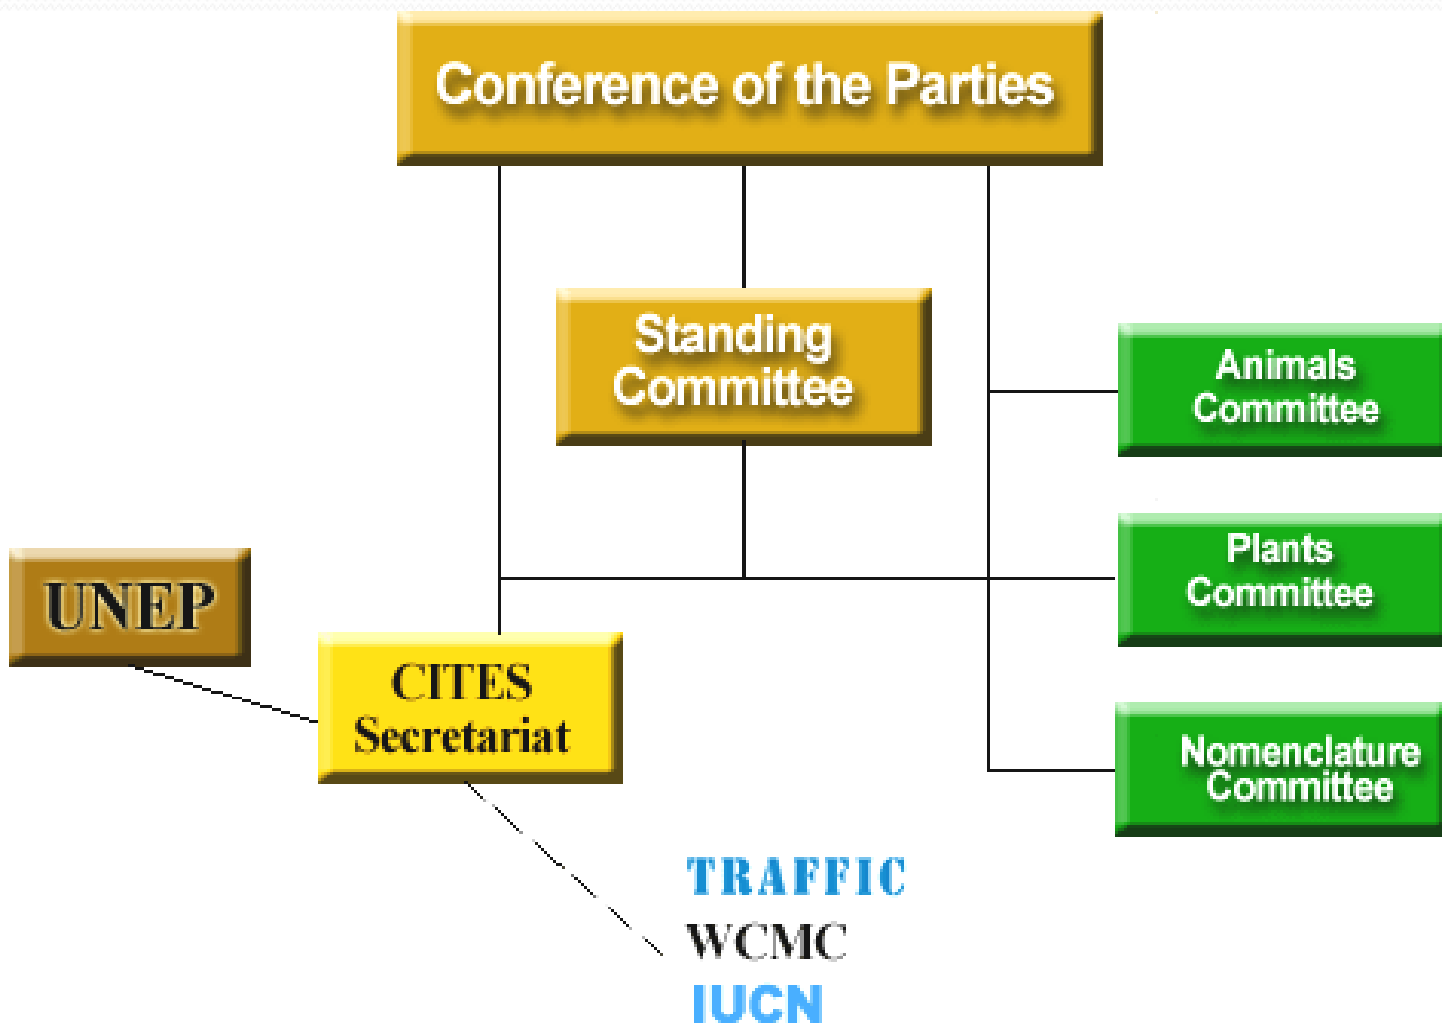 Conference of the Parties
Standing
Committee
Animals
Committee
Plants
Committee
UNEP
CITES
Secretariat
Nomenclature
Committee
TRAFFIC
WCMC
IUCN